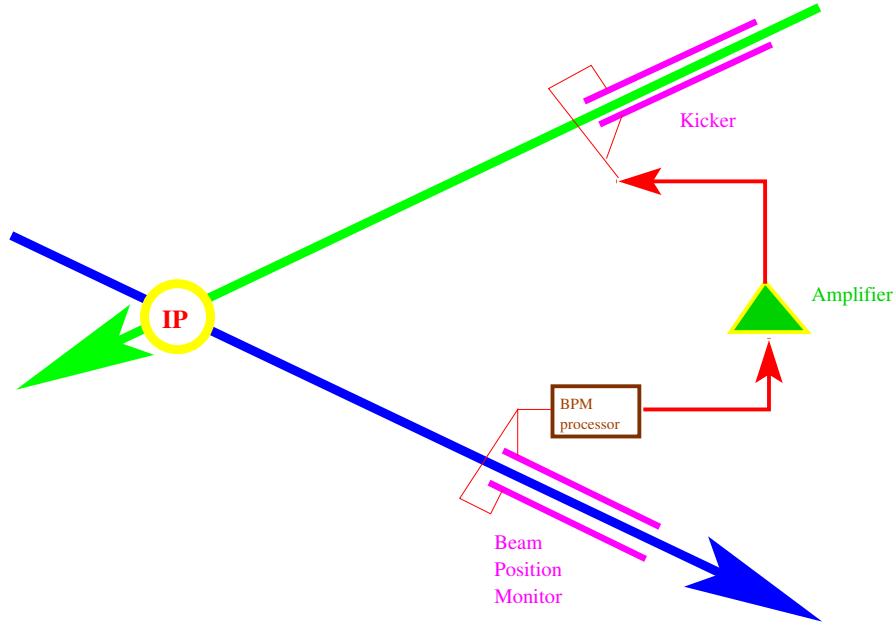 Kicker
Amplifier
IP
BPM
processor
Beam
Position
Monitor